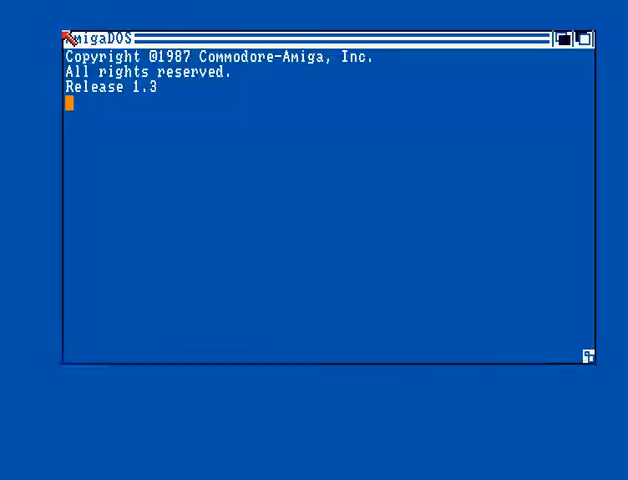 AmigaDOS
Copyright ©1987 Commodore-Amiga, Inc.
All rights reserved.
Release 1.3